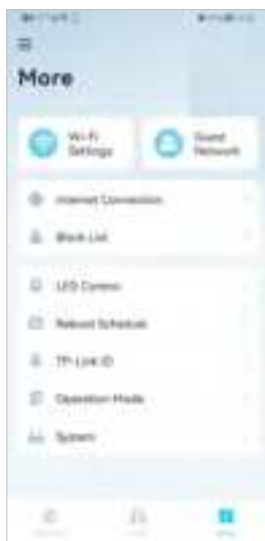 More
Wi-Fi
Settings
Guest
Network
Internet Connection
Block List
LED Control
Reboot Schedule
TP-Link ID
Operation Mode
System